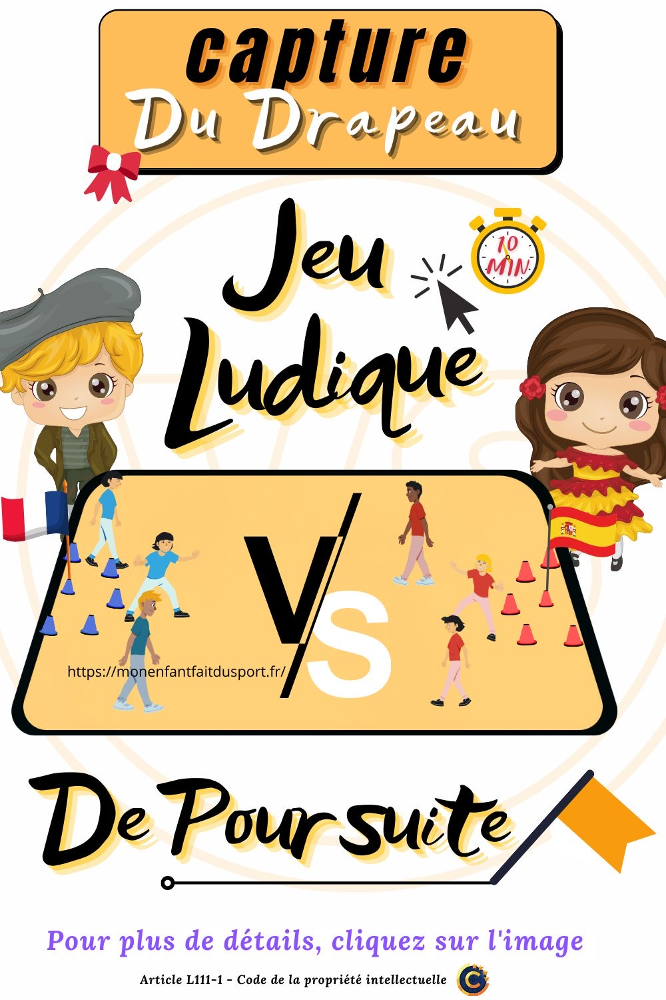 capture
Du Drapeau
Jeu
10
MIN
Ludique
VS
https://monenfantfaitdusport.fr/
De Poursuite
Pour plus de détails, cliquez sur l'image
Article L111-1 - Code de la propriété intellectuelle
C